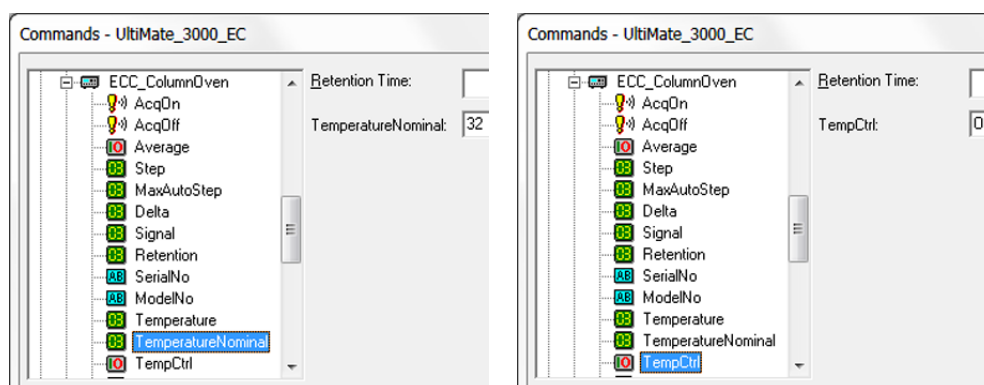 Commands - UltiMate_3000_EC
ECC_ColumnOven
AcqOn
AcqOff
Average
Step
MaxAutoStep
Delta
Signal
Retention
SerialNo
ModelNo
Temperature
TemperatureNominal
TempCtrl
Retention Time:
TemperatureNominal: 32
Commands - UltiMate_3000_EC
ECC_ColumnOven
AcqOn
AcqOff
Average
Step
MaxAutoStep
Delta
Signal
Retention
SerialNo
ModelNo
Temperature
TemperatureNominal
TempCtrl
Retention Time:
TempCtrl: